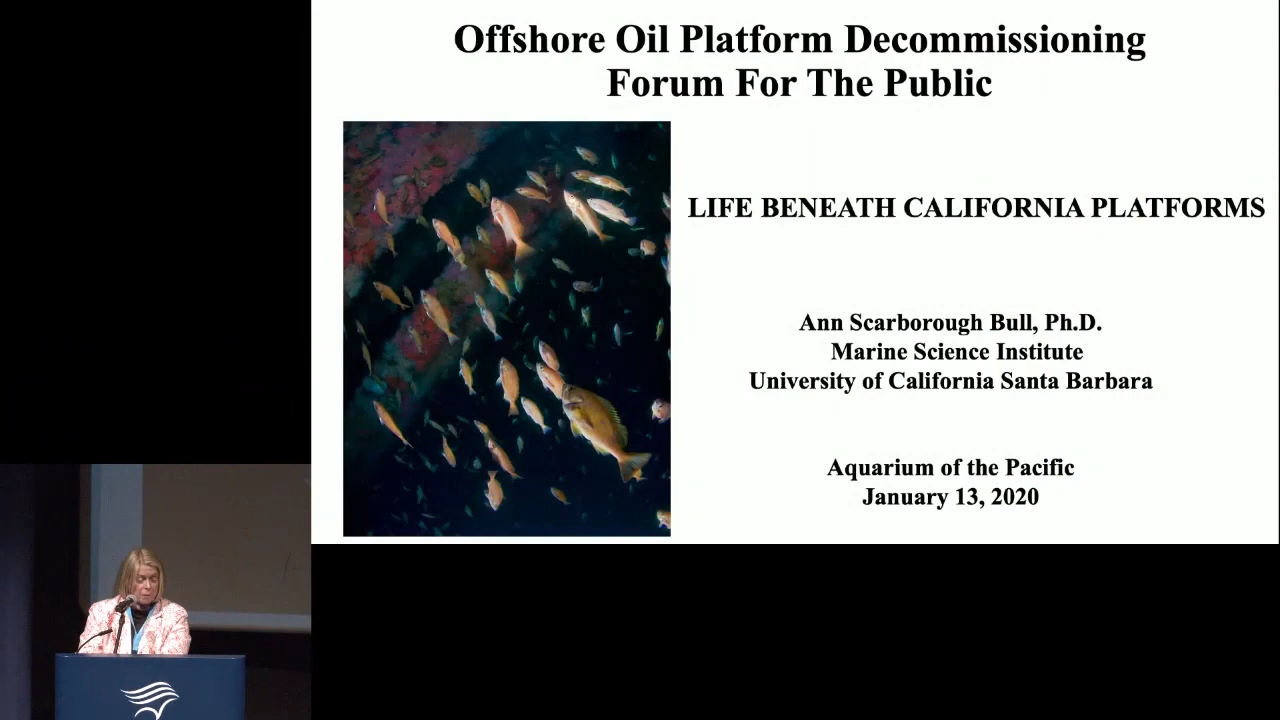 Offshore Oil Platform Decommissioning
Forum For The Public
LIFE BENEATH CALIFORNIA PLATFORMS
Ann Scarborough Bull, Ph.D.
Marine Science Institute
University of California Santa Barbara
Aquarium of the Pacific
January 13, 2020